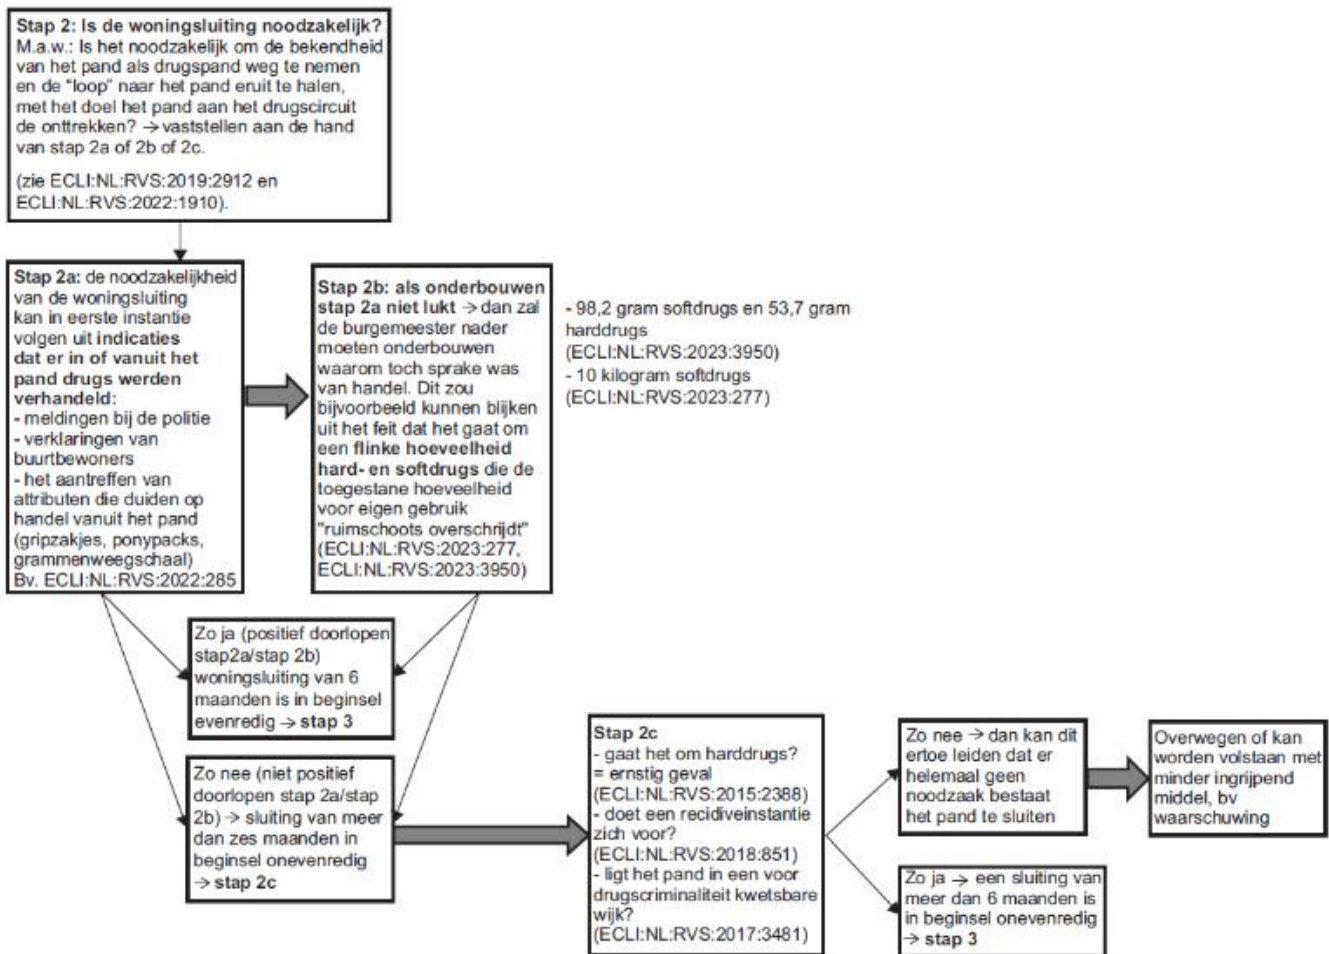 Stap 2: Is de woningsluiting noodzakelijk?
M.a.w.: Is het noodzakelijk om de bekendheid
van het pand als drugspand weg te nemen
en de "loop" naar het pand eruit te halen,
met het doel het pand aan het drugscircuit
de onttrekken? → vaststellen aan de hand
van stap 2a of 2b of 2c.
(zie ECLI:NL:RVS:2019:2912 en
ECLI:NL:RVS:2022:1910).
Stap 2a: de noodzakelijkheid
van de woningsluiting
kan in eerste instantie
volgen uit indicaties
dat er in of vanuit het
pand drugs werden
verhandeld:
- meldingen bij de politie
- verklaringen van
buurtbewoners
- het aantreffen van
attributen die duiden op
handel vanuit het pand
(gripzakjes, ponypacks,
grammenweegschaal)
Bv. ECLI:NL:RVS:2022:285
Stap 2b: als onderbouwen
stap 2a niet lukt → dan zal
de burgemeester nader
moeten onderbouwen
waarom toch sprake was
van handel. Dit zou
bijvoorbeeld kunnen blijken
uit het feit dat het gaat om
een flinke hoeveelheid
hard- en softdrugs die de
toegestane hoeveelheid
voor eigen gebruik
"ruimschoots overschrijdt"
(ECLI:NL:RVS:2023:277,
ECLI:NL:RVS:2023:3950)
- 98,2 gram softdrugs en 53,7 gram
harddrugs
(ECLI:NL:RVS:2023:3950)
- 10 kilogram softdrugs
(ECLI:NL:RVS:2023:277)
Zo ja (positief doorlopen
stap2a/stap 2b)
woningsluiting van 6
maanden is in beginsel
evenredig → stap 3
Zo nee (niet positief
doorlopen stap 2a/stap
2b) → sluiting van meer
dan zes maanden in
beginsel onevenredig
→ stap 2c
Stap 2c
- gaat het om harddrugs?
= ernstig geval
(ECLI:NL:RVS:2015:2388)
- doet een recidiveinstantie
zich voor?
(ECLI:NL:RVS:2018:851)
- ligt het pand in een voor
drugscriminaliteit kwetsbare
wijk?
(ECLI:NL:RVS:2017:3481)
Zo nee → dan kan dit
ertoe leiden dat er
helemaal geen
noodzaak bestaat
het pand te sluiten
Overwegen of kan
worden volstaan met
minder ingrijpend
middel, bv
waarschuwing
Zo ja → een sluiting van
meer dan 6 maanden is
in beginsel onevenredig
→ stap 3